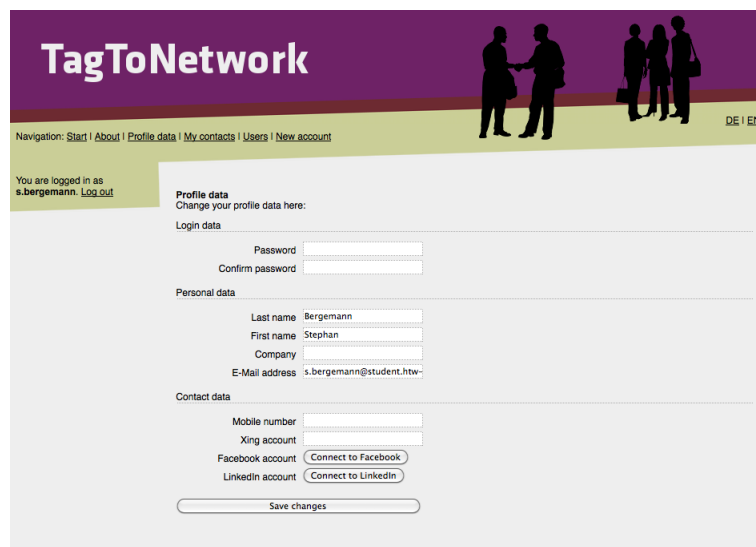 TagToNetwork
DE I EN
Navigation: Start I About I Profile data I My contacts I Users I New account
You are logged in as
s.bergemann. Log out
Profile data
Change your profile data here:
Login data
Password
Confirm password
Personal data
Last name Bergemann
First name Stephan
Company
E-Mail address s.bergemann@student.htw-
Contact data
Mobile number
Xing account
Facebook account Connect to Facebook
LinkedIn account Connect to LinkedIn
Save changes